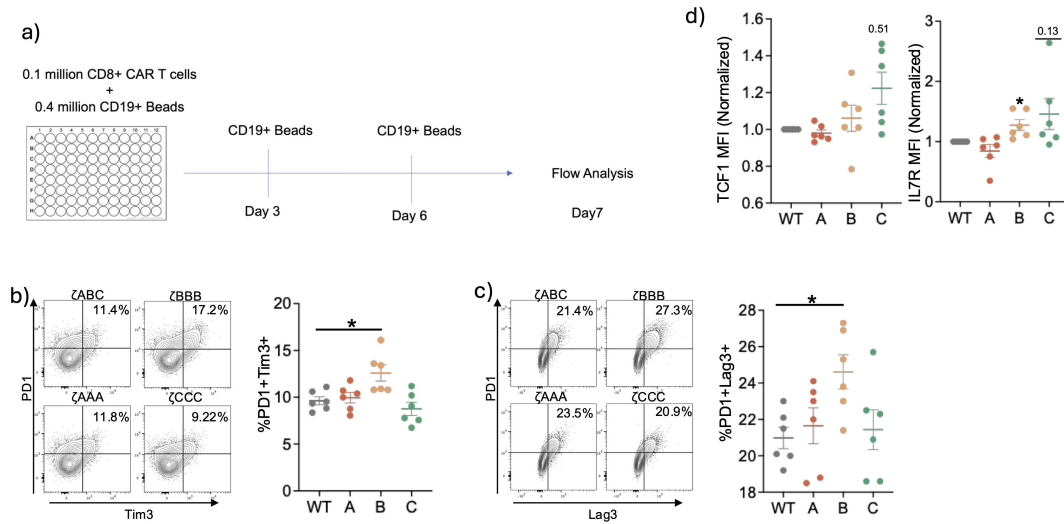 a)
0.1 million CD8+ CAR T cells
+
0.4 million CD19+ Beads
1 2 3 4 5 6 7 8 9 10 11 12
A
B
C
D
E
F
G
H
CD19+ Beads
CD19+ Beads
Day 3
Day 6
Flow Analysis
Day7
d)
TCF1 MFI (Normalized)
1.6
1.4
1.2
1.0
0.8
0.6
0.51
WT A B C
IL7R MFI (Normalized)
3
2
1
0
*
0.13
WT A B C
b)
ζABC
11.4%
ζBBB
17.2%
ζAAA
11.8%
ζCCC
9.22%
PD1
Tim3
%PD1+Tim3+
20
15
10
5
0
*
WT A B C
c)
ζABC
21.4%
ζBBB
27.3%
ζAAA
23.5%
ζCCC
20.9%
PD1
Lag3
%PD1+Lag3+
28
26
24
22
20
18
*
WT A B C